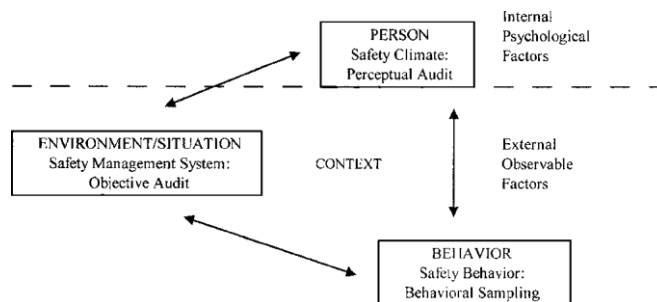 PERSON
Safety Climate:
Perceptual Audit
Internal
Psychological
Factors
ENVIRONMENT/SITUATION
Safety Management System:
Objective Audit
CONTEXT
External
Observable
Factors
BEHAVIOR
Safety Behavior:
Behavioral Sampling